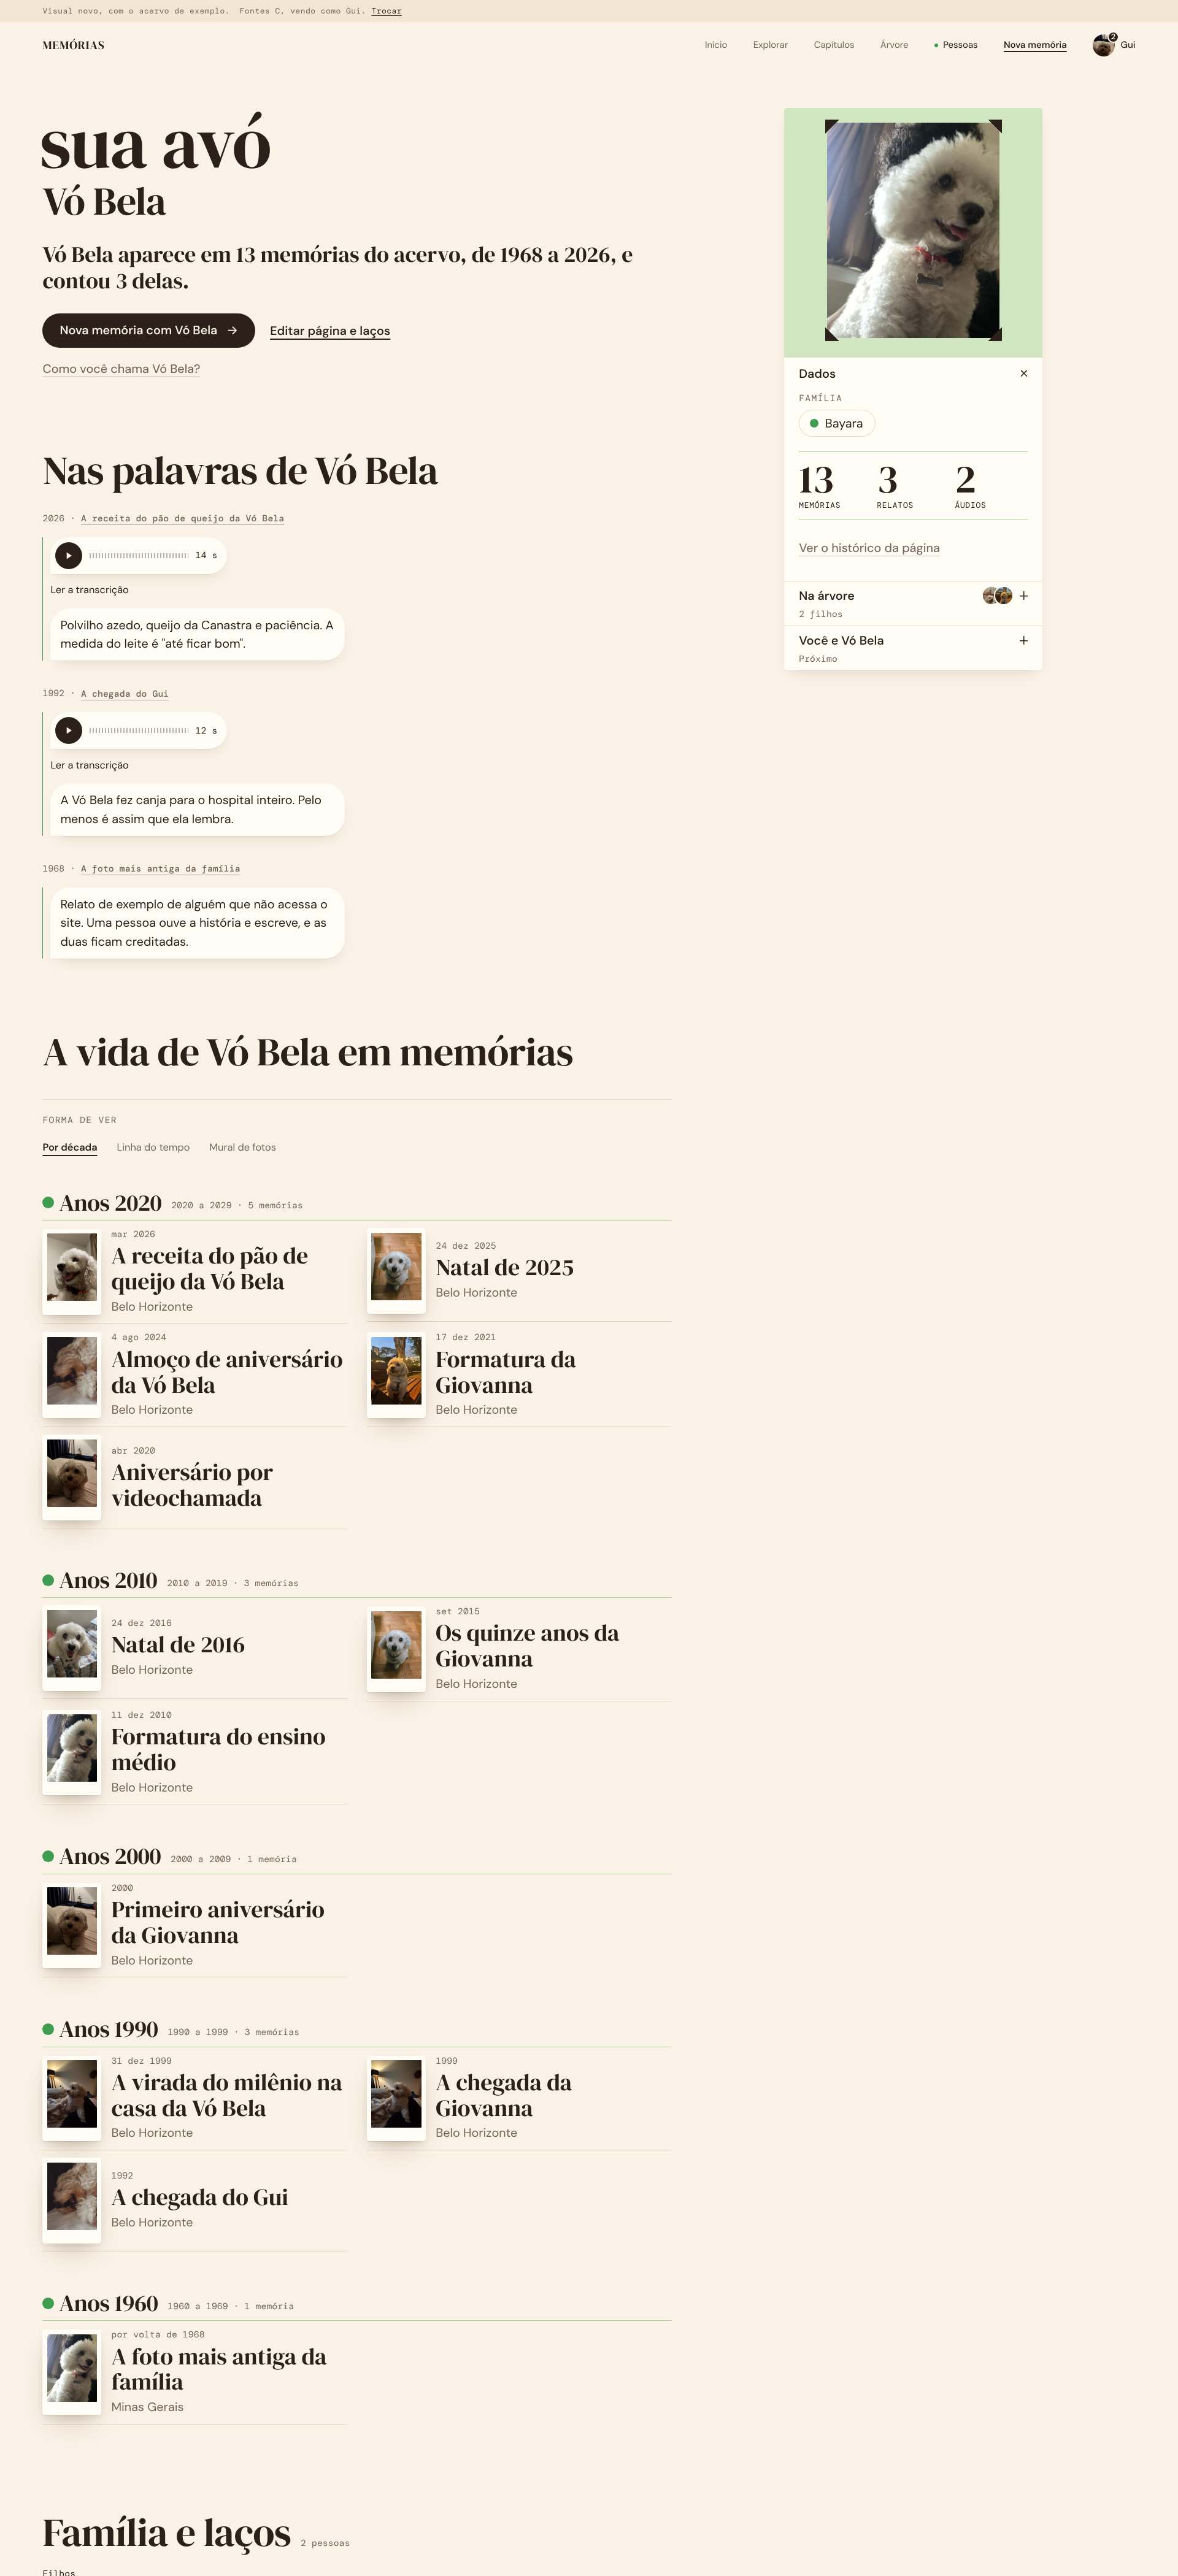 Visual novo, com o acervo de exemplo. Fontes C, vendo como Gui. Trocar
MEMÓRIAS
Início
Explorar
Capítulos
Árvore
Pessoas
Nova memória
2
Gui
sua avó
Vó Bela
Vó Bela aparece em 13 memórias do acervo, de 1968 a 2026, e
contou 3 delas.
Nova memória com Vó Bela →
Editar página e laços
Como você chama Vó Bela?
Dados
×
FAMÍLIA
Bayara
13
MEMÓRIAS
3
RELATOS
2
ÁUDIOS
Ver o histórico da página
Na árvore
+
2 filhos
Você e Vó Bela
+
Próximo
Nas palavras de Vó Bela
2026 · A receita do pão de queijo da Vó Bela
14 s
Ler a transcrição
Polvilho azedo, queijo da Canastra e paciência. A
medida do leite é "até ficar bom".
1992 · A chegada do Gui
12 s
Ler a transcrição
A Vó Bela fez canja para o hospital inteiro. Pelo
menos é assim que ela lembra.
1968 · A foto mais antiga da família
Relato de exemplo de alguém que não acessa o
site. Uma pessoa ouve a história e escreve, e as
duas ficam creditadas.
A vida de Vó Bela em memórias
FORMA DE VER
Por década
Linha do tempo
Mural de fotos
Anos 2020
2020 a 2029 · 5 memórias
mar 2026
A receita do pão de
queijo da Vó Bela
Belo Horizonte
24 dez 2025
Natal de 2025
Belo Horizonte
4 ago 2024
Almoço de aniversário
da Vó Bela
Belo Horizonte
17 dez 2021
Formatura da
Giovanna
Belo Horizonte
abr 2020
Aniversário por
videochamada
Anos 2010
2010 a 2019 · 3 memórias
24 dez 2016
Natal de 2016
Belo Horizonte
set 2015
Os quinze anos da
Giovanna
Belo Horizonte
11 dez 2010
Formatura do ensino
médio
Belo Horizonte
Anos 2000
2000 a 2009 · 1 memória
2000
Primeiro aniversário
da Giovanna
Belo Horizonte
Anos 1990
1990 a 1999 · 3 memórias
31 dez 1999
A virada do milênio na
casa da Vó Bela
Belo Horizonte
1999
A chegada da
Giovanna
Belo Horizonte
1992
A chegada do Gui
Belo Horizonte
Anos 1960
1960 a 1969 · 1 memória
por volta de 1968
A foto mais antiga da
família
Minas Gerais
Família e laços
2 pessoas
Filhos